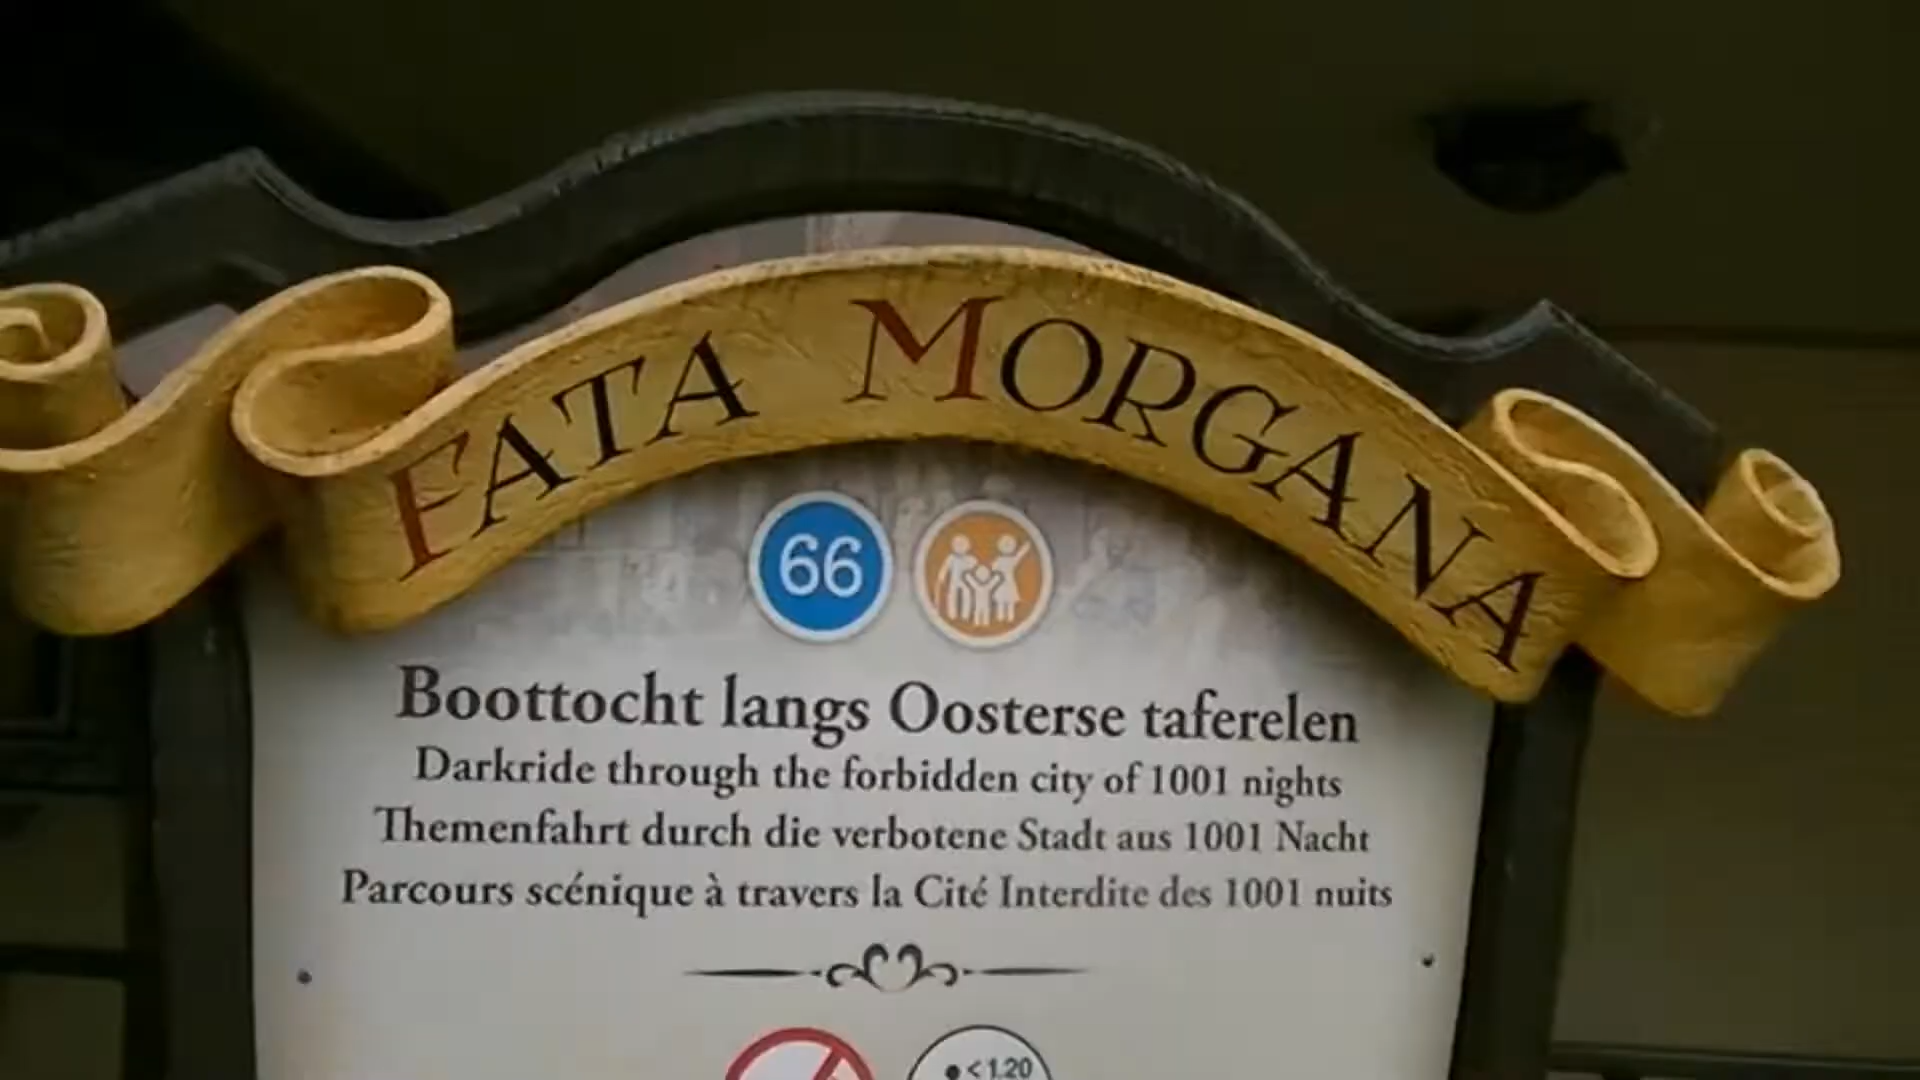 FATA MORGANA
66
Boottocht langs Oosterse taferelen
Darkride through the forbidden city of 1001 nights
Themenfahrt durch die verbotene Stadt aus 1001 Nacht
Parcours scénique à travers la Cité Interdite des 1001 nuits
<1.20